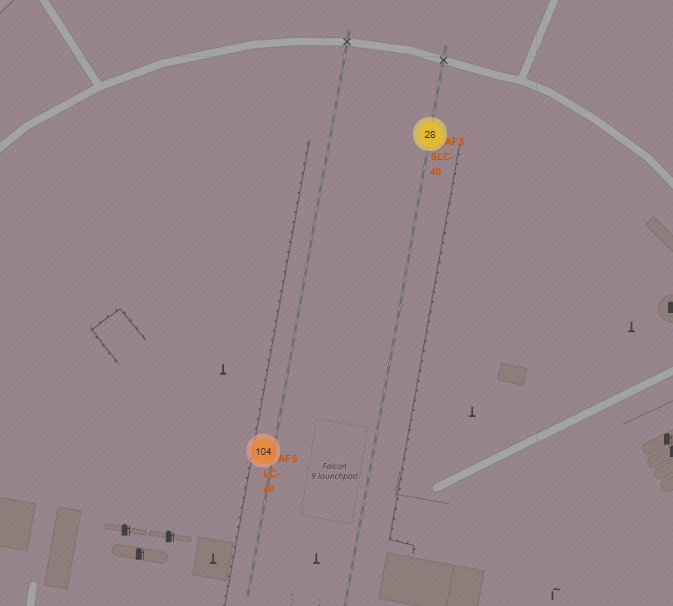 28
AFS
SLC-
40
104
AFS
LC-
40
Falcon
9 launchpad